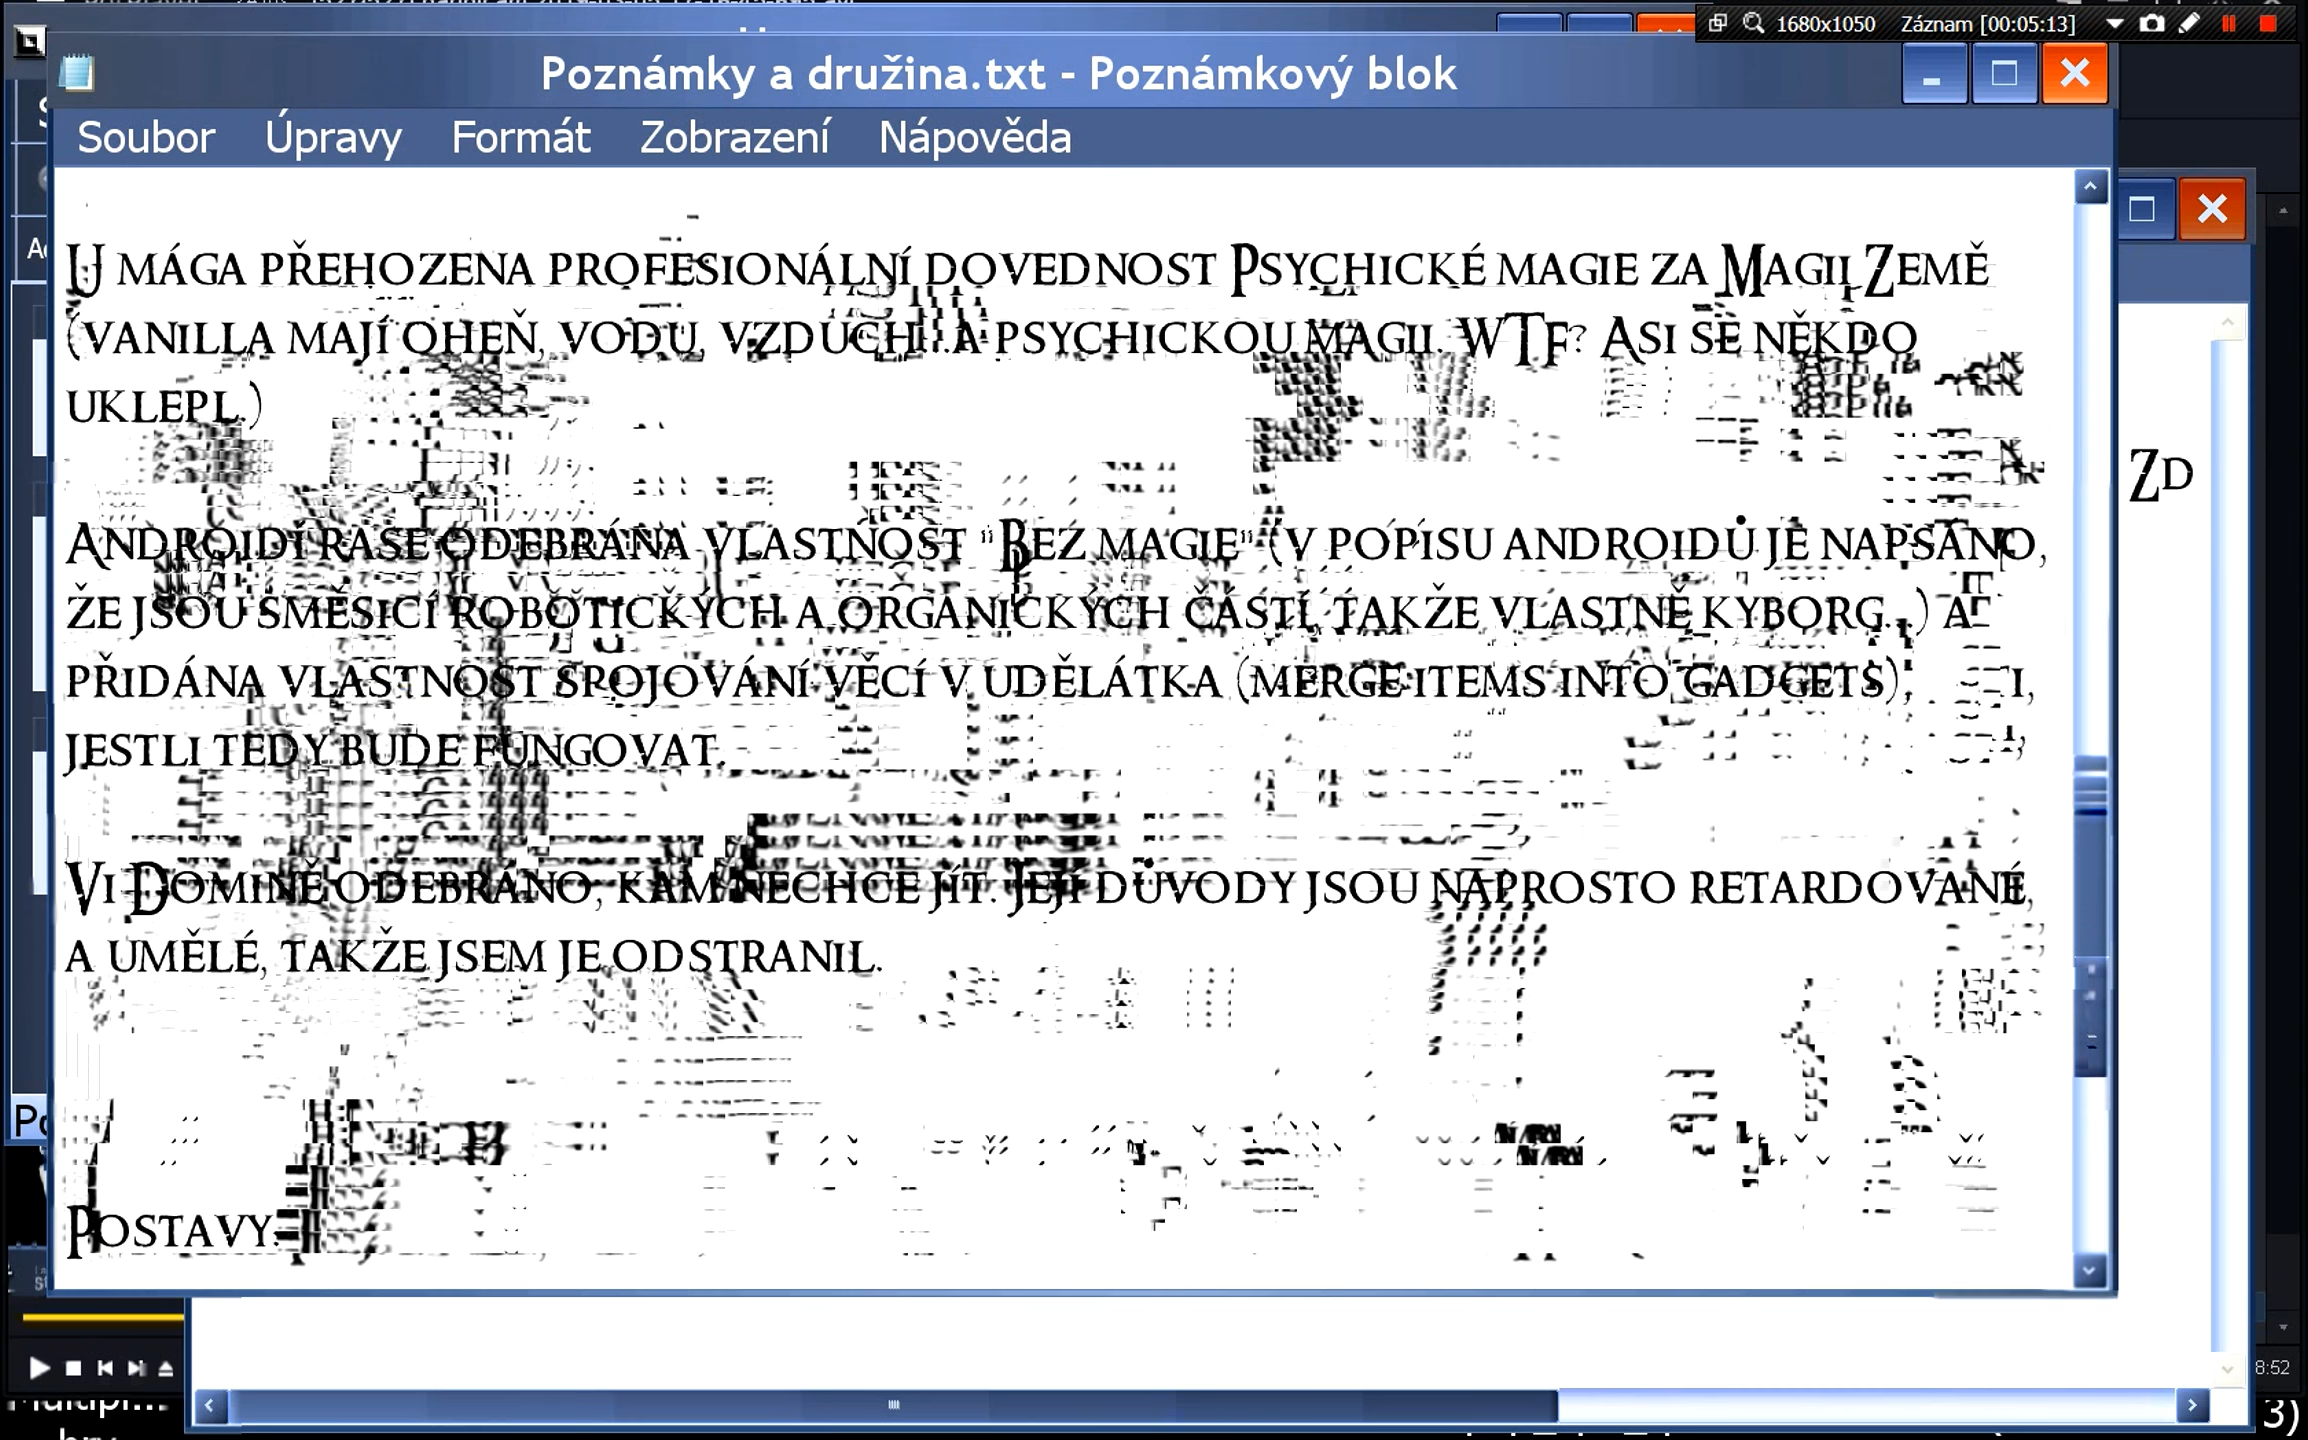 1680x1050 Záznam [00:05:13]
Poznámky a družina.txt - Poznámkový blok
Soubor Úpravy Formát Zobrazení Nápověda
U mága přehozena profesionální dovednost Psychické magie za Magii Země
(vanilla mají oheň, vodu, vzduch.. a psychickou magii. WTF? Asi se někdo
uklepl.)
Zd
Androidí rase odebrána vlastnost "Bez magie" (v popisu androidů je napsáno,
že jsou směsicí robotických a organických částí, takže vlastně kyborg...) a
přidána vlastnost spojování věcí v udělátka (merge items into gadgets),
jestli tedy bude fungovat.
Vi Domině odebráno, kam nechce jít. Její důvody jsou naprosto retardované,
a umělé, takže jsem je odstranil.
Postavy:
8:52
3)